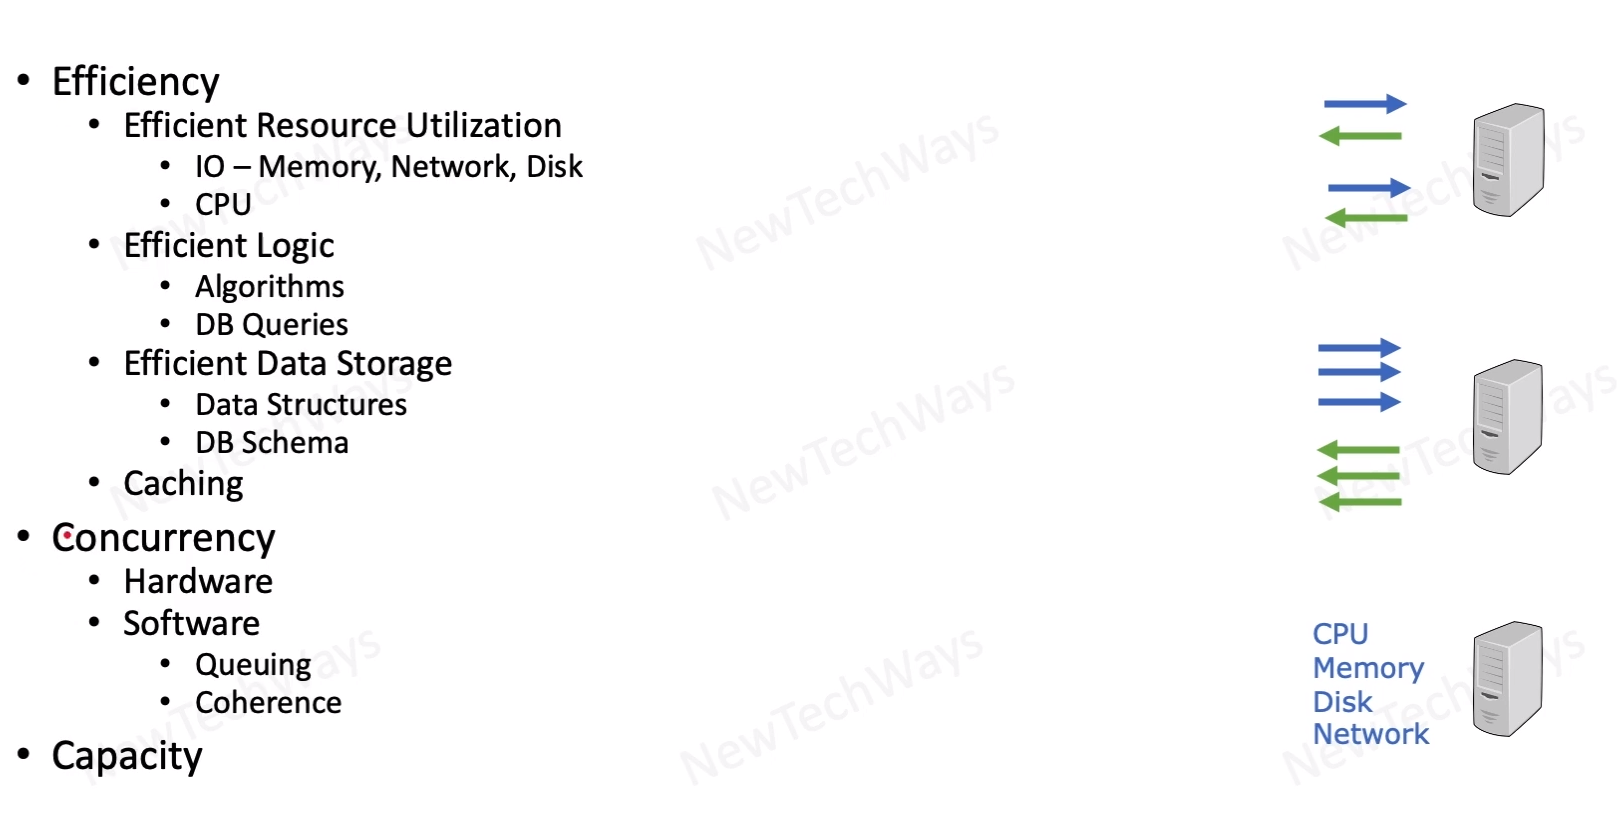 • Efficiency
• Efficient Resource Utilization
• IO – Memory, Network, Disk
• CPU
• Efficient Logic
• Algorithms
• DB Queries
• Efficient Data Storage
• Data Structures
• DB Schema
• Caching
• Concurrency
• Hardware
• Software
• Queuing
• Coherence
• Capacity
CPU
Memory
Disk
Network
NewTechWays
NewTechWays
NewTechWays
NewTechWays
NewTechWays
NewTechWays
NewTechWays
NewTechWays
NewTechWays